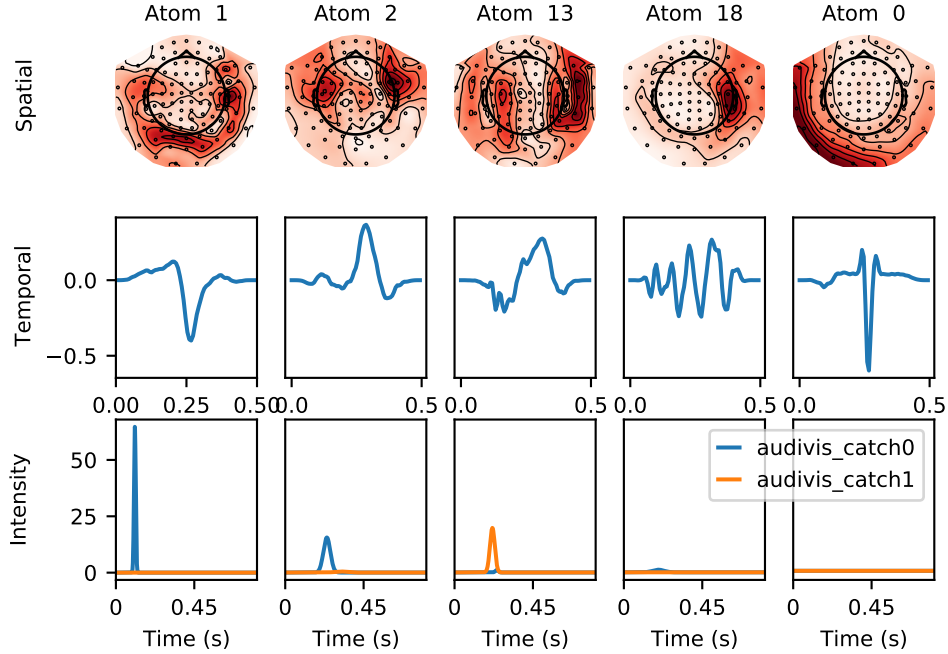 Atom 1 Atom 2 Atom 13 Atom 18 Atom 0
Spatial
Temporal
0.0
−0.5
0.00 0.25 0.50 0.0 0.5 0.0 0.5 0.0 0.5 0.0 0.5
Intensity
50
25
0
audivis_catch0
audivis_catch1
0 0.45 0 0.45 0 0.45 0 0.45 0 0.45
Time (s) Time (s) Time (s) Time (s) Time (s)